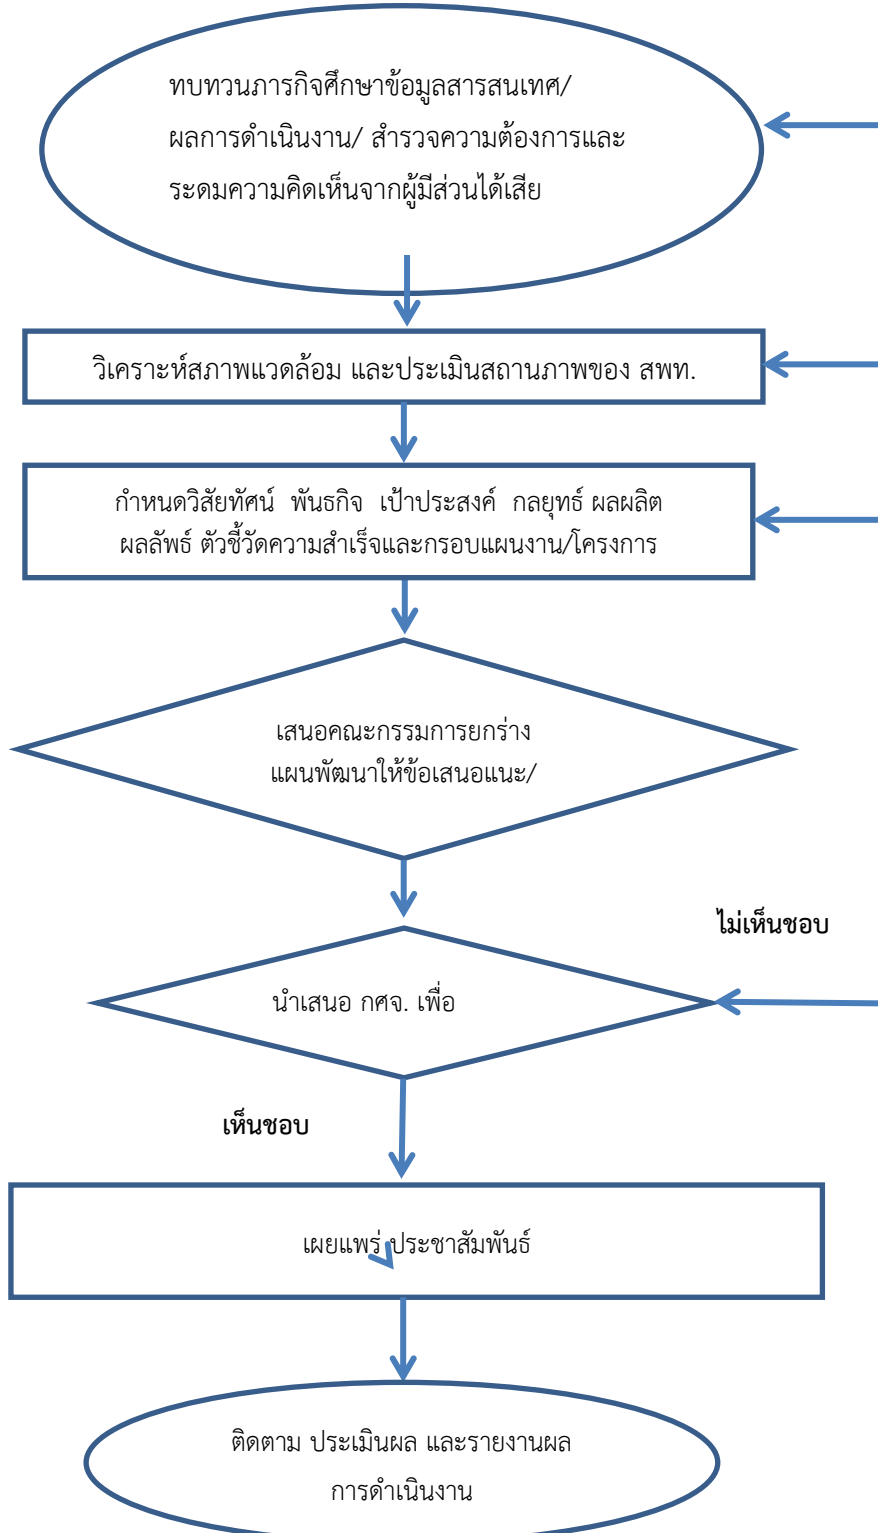 ทบทวนภารกิจศึกษาข้อมูลสารสนเทศ/
ผลการดำเนินงาน/ สำรวจความต้องการและ
ระดมความคิดเห็นจากผู้มีส่วนได้เสีย
วิเคราะห์สภาพแวดล้อม และประเมินสถานภาพของ สพท.
กำหนดวิสัยทัศน์ พันธกิจ เป้าประสงค์ กลยุทธ์ ผลผลิต
ผลลัพธ์ ตัวชี้วัดความสำเร็จและกรอบแผนงาน/โครงการ
เสนอคณะกรรมการยกร่าง
แผนพัฒนาให้ข้อเสนอแนะ/
ไม่เห็นชอบ
นำเสนอ กศจ. เพื่อ
เห็นชอบ
เผยแพร่ ประชาสัมพันธ์
ติดตาม ประเมินผล และรายงานผล
การดำเนินงาน